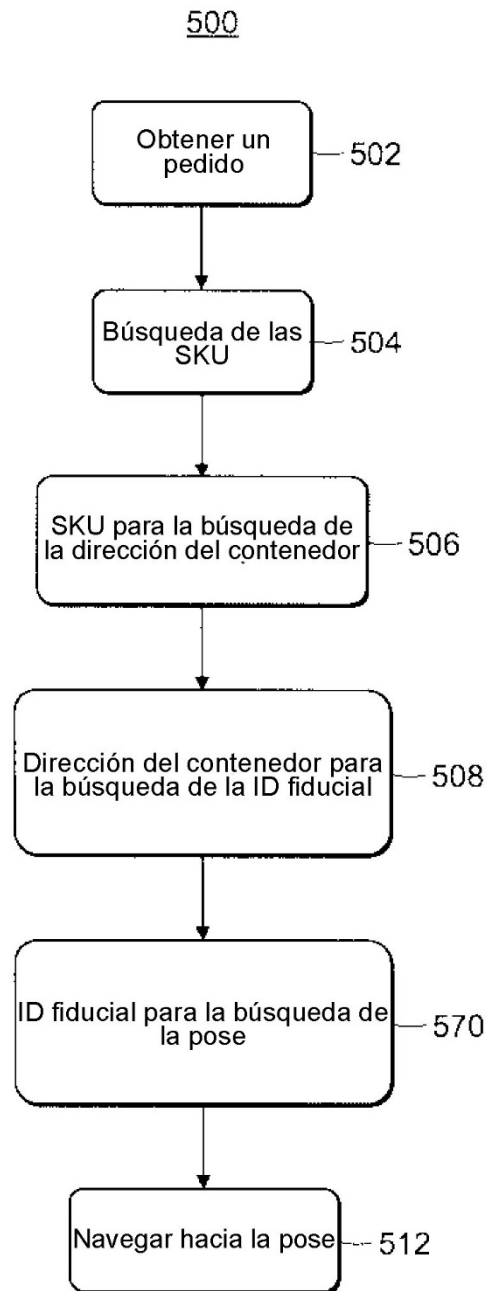 500
Obtener un
pedido
502
Búsqueda de las
SKU
504
SKU para la búsqueda de
la dirección del contenedor
506
Dirección del contenedor para
la búsqueda de la ID fiducial
508
ID fiducial para la búsqueda de
la pose
570
Navegar hacia la pose
512